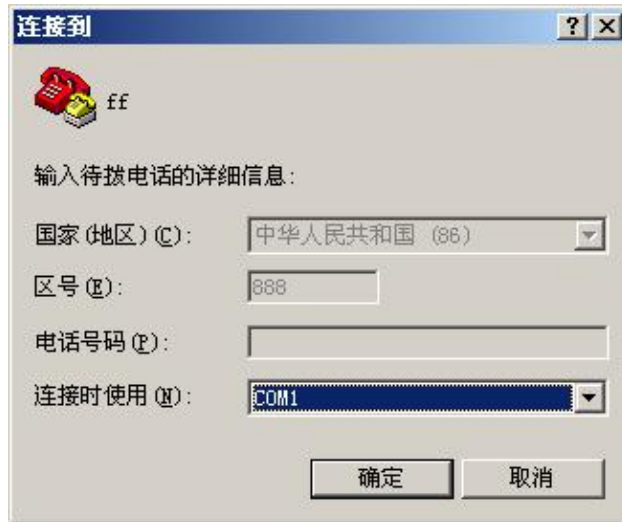 连接到
ff
输入待拨电话的详细信息:
国家(地区)(C): 中华人民共和国 (86)
区号(E): 888
电话号码(P):
连接时使用(N): COM1
确定 取消